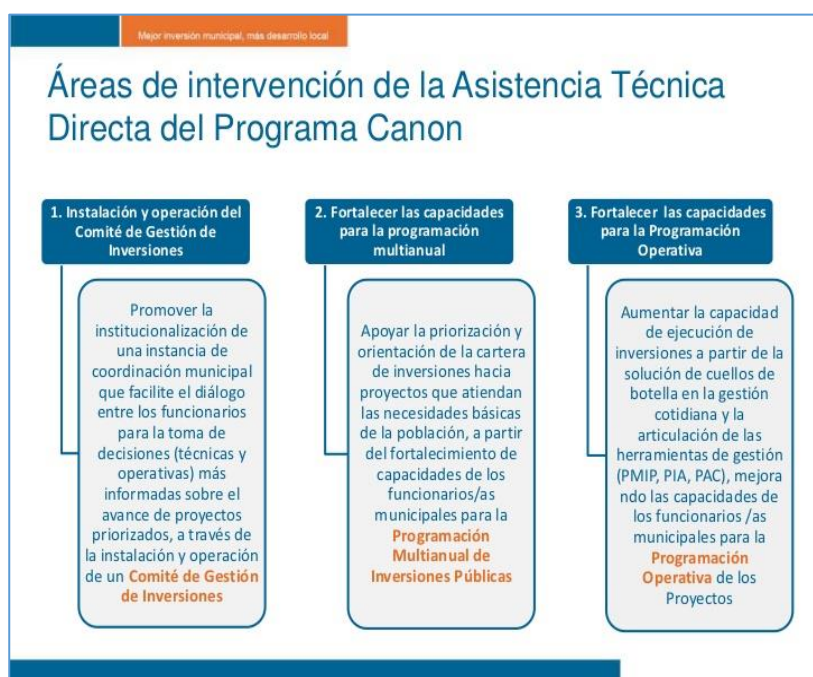 Mejor inversión municipal, más desarrollo local
Áreas de intervención de la Asistencia Técnica
Directa del Programa Canon
1. Instalación y operación del
Comité de Gestión de
Inversiones
Promover la
institucionalización de
una instancia de
coordinación municipal
que facilite el diálogo
entre los funcionarios
para la toma de
decisiones (técnicas y
operativas) más
informadas sobre el
avance de proyectos
priorizados, a través de
la instalación y operación
de un Comité de Gestión
de Inversiones
2. Fortalecer las capacidades
para la programación
multianual
Apoyar la priorización y
orientación de la cartera
de inversiones hacia
proyectos que atiendan
las necesidades básicas
de la población, a partir
del fortalecimiento de
capacidades de los
funcionarios/as
municipales para la
Programación
Multianual de
Inversiones Públicas
3. Fortalecer las capacidades
para la Programación
Operativa
Aumentar la capacidad
de ejecución de
inversiones a partir de la
solución de cuellos de
botella en la gestión
cotidiana y la
articulación de las
herramientas de gestión
(PMIP, PIA, PAC), mejora
ndo las capacidades de
los funcionarios /as
municipales para la
Programación
Operativa de los
Proyectos